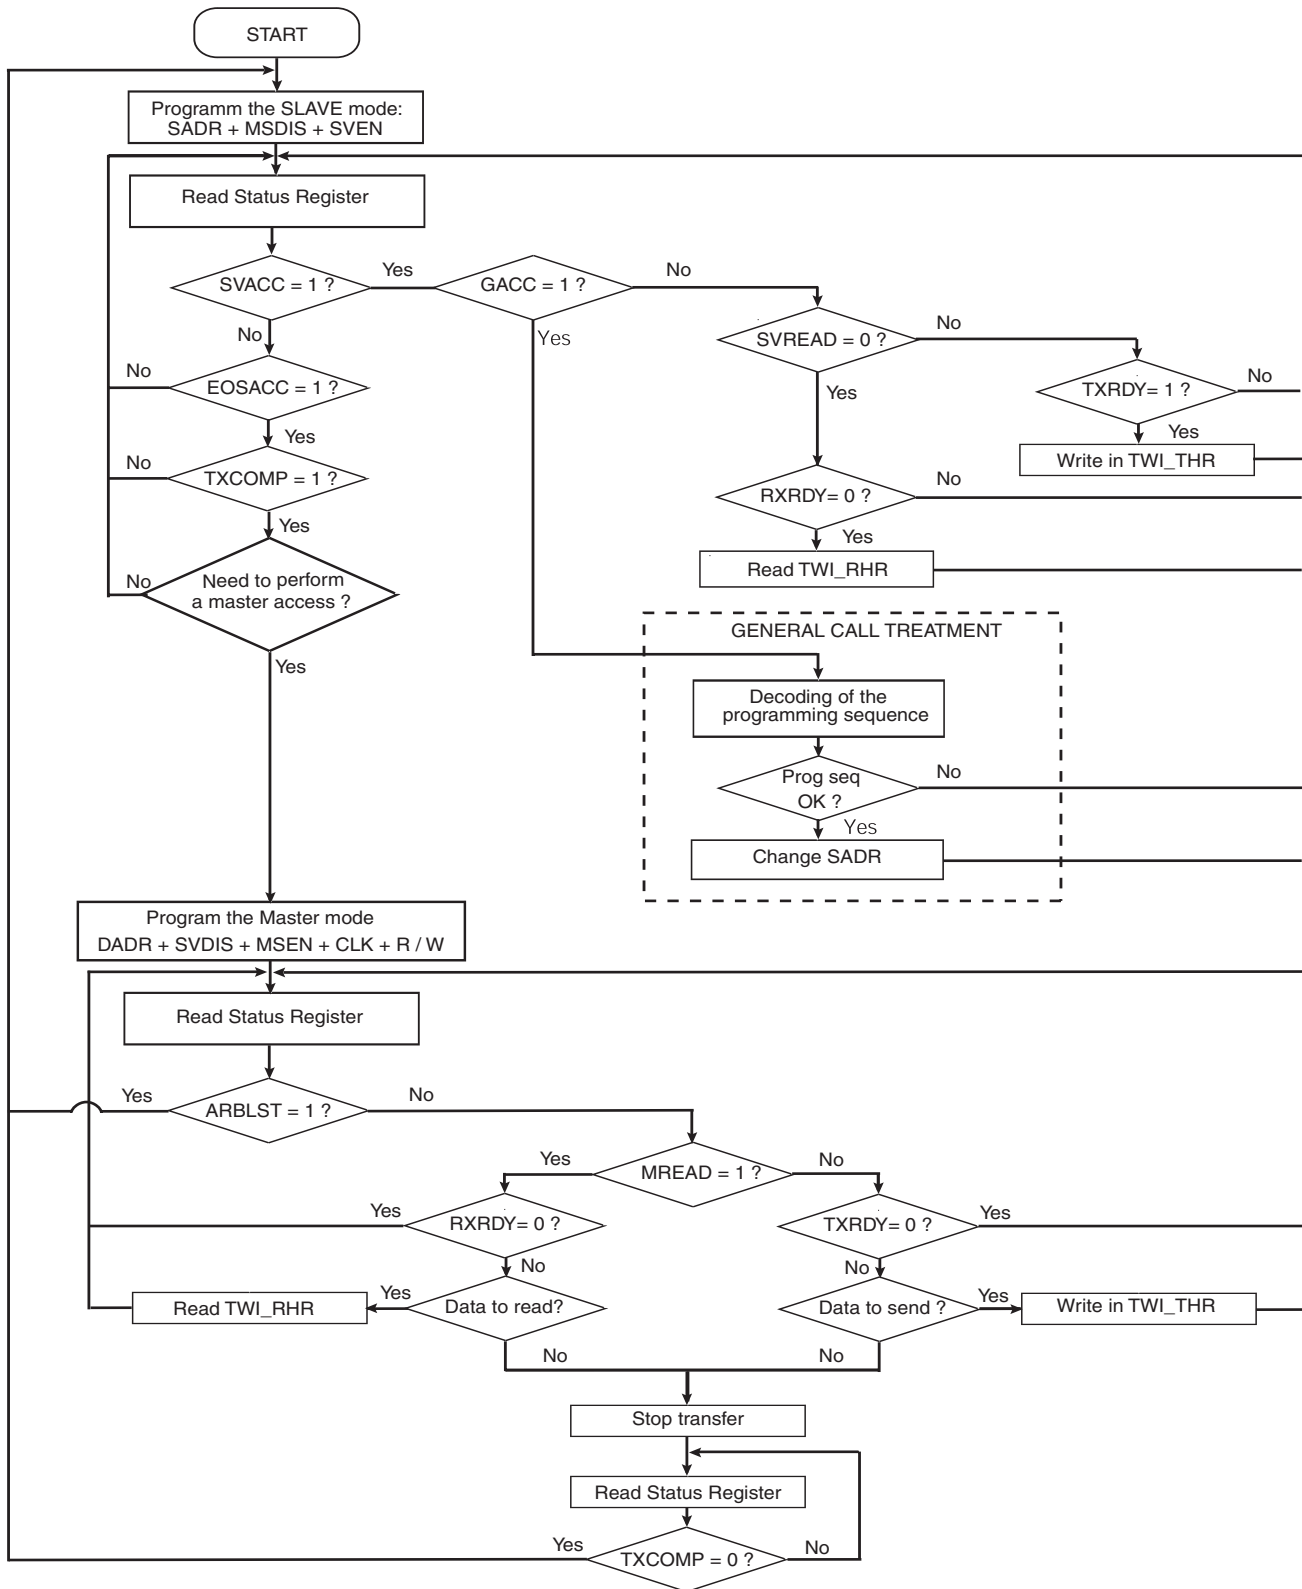 START
Programm the SLAVE mode:
SADR + MSDIS + SVEN
Read Status Register
SVACC = 1 ?
Yes
GACC = 1 ?
No
No
Yes
SVREAD = 0 ?
No
EOSACC = 1 ?
No
Yes
TXRDY= 1 ?
No
Yes
Yes
Write in TWI_THR
TXCOMP = 1 ?
No
RXRDY= 0 ?
No
Yes
Yes
Read TWI_RHR
Need to perform
a master access ?
No
Yes
GENERAL CALL TREATMENT
Decoding of the
programming sequence
Prog seq
OK ?
No
Yes
Change SADR
Program the Master mode
DADR + SVDIS + MSEN + CLK + R / W
Read Status Register
Yes
ARBLST = 1 ?
No
Yes
MREAD = 1 ?
No
Yes
RXRDY= 0 ?
TXRDY= 0 ?
Yes
No
No
Read TWI_RHR
Yes
Data to read?
Data to send ?
Yes
Write in TWI_THR
No
No
Stop transfer
Read Status Register
Yes
TXCOMP = 0 ?
No